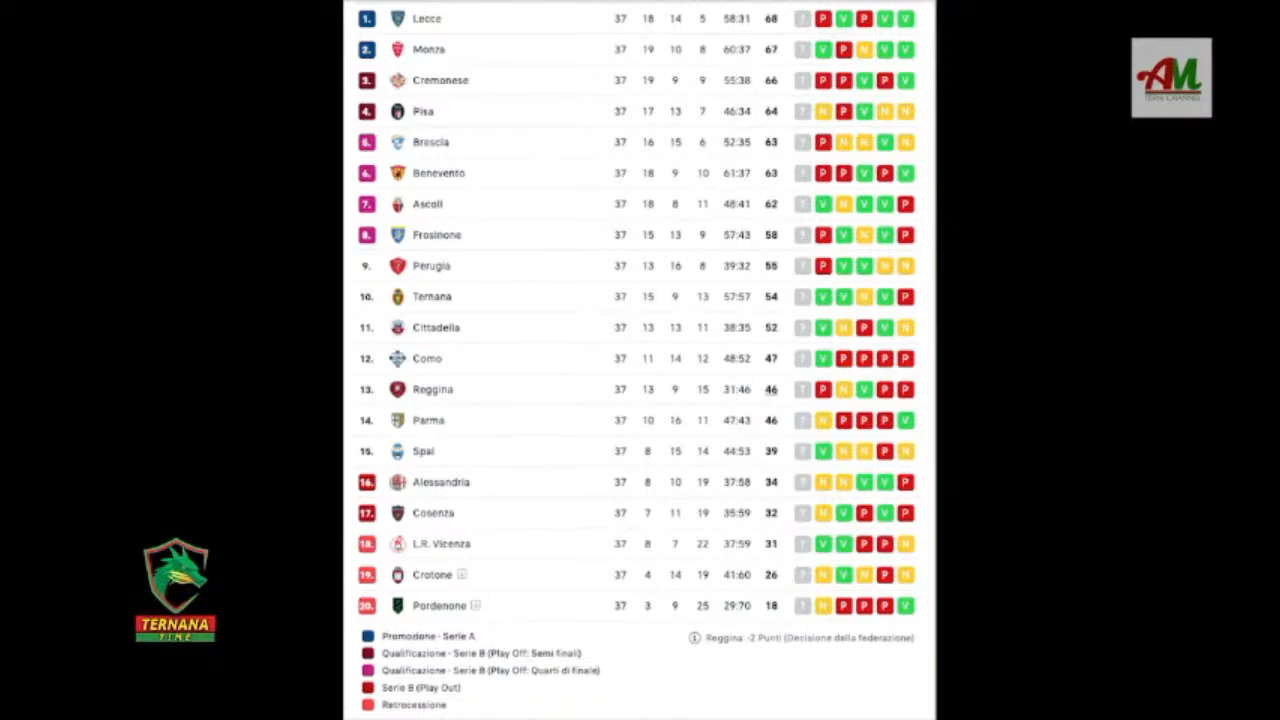 1. Lecce 37 18 14 5 58:31 68 ? P V P V V
2. Monza 37 19 10 8 60:37 67 ? V P N V V
3. Cremonese 37 19 9 9 55:38 66 ? P P V P V
4. Pisa 37 17 13 7 46:34 64 ? N P V N N
5. Brescia 37 16 15 6 52:35 63 ? P N N V N
6. Benevento 37 18 9 10 61:37 63 ? P P V P V
7. Ascoli 37 18 8 11 48:41 62 ? V N V V P
8. Frosinone 37 15 13 9 57:43 58 ? P V N V P
9. Perugia 37 13 16 8 39:32 55 ? P V V N N
10. Ternana 37 15 9 13 57:57 54 ? V V N V P
11. Cittadella 37 13 13 11 38:35 52 ? V N P V N
12. Como 37 11 14 12 48:52 47 ? V P P P P
13. Reggina 37 13 9 15 31:46 46 ? P N V P P
14. Parma 37 10 16 11 47:43 46 ? N P P P V
15. Spal 37 8 15 14 44:53 39 ? V N N P N
16. Alessandria 37 8 10 19 37:58 34 ? N N V V P
17. Cosenza 37 7 11 19 35:59 32 ? N V P V P
18. L.R. Vicenza 37 8 7 22 37:59 31 ? V V P P N
19. Crotone 37 4 14 19 41:60 26 ? N V N P N
20. Pordenone 37 3 9 25 29:70 18 ? N P P P V
Promozione - Serie A
Reggina: -2 Punti (Decisione della federazione)
Qualificazione - Serie B (Play Off: Semi finali)
Qualificazione - Serie B (Play Off: Quarti di finale)
Serie B (Play Out)
Retrocessione
AM
TERNANA
TIME